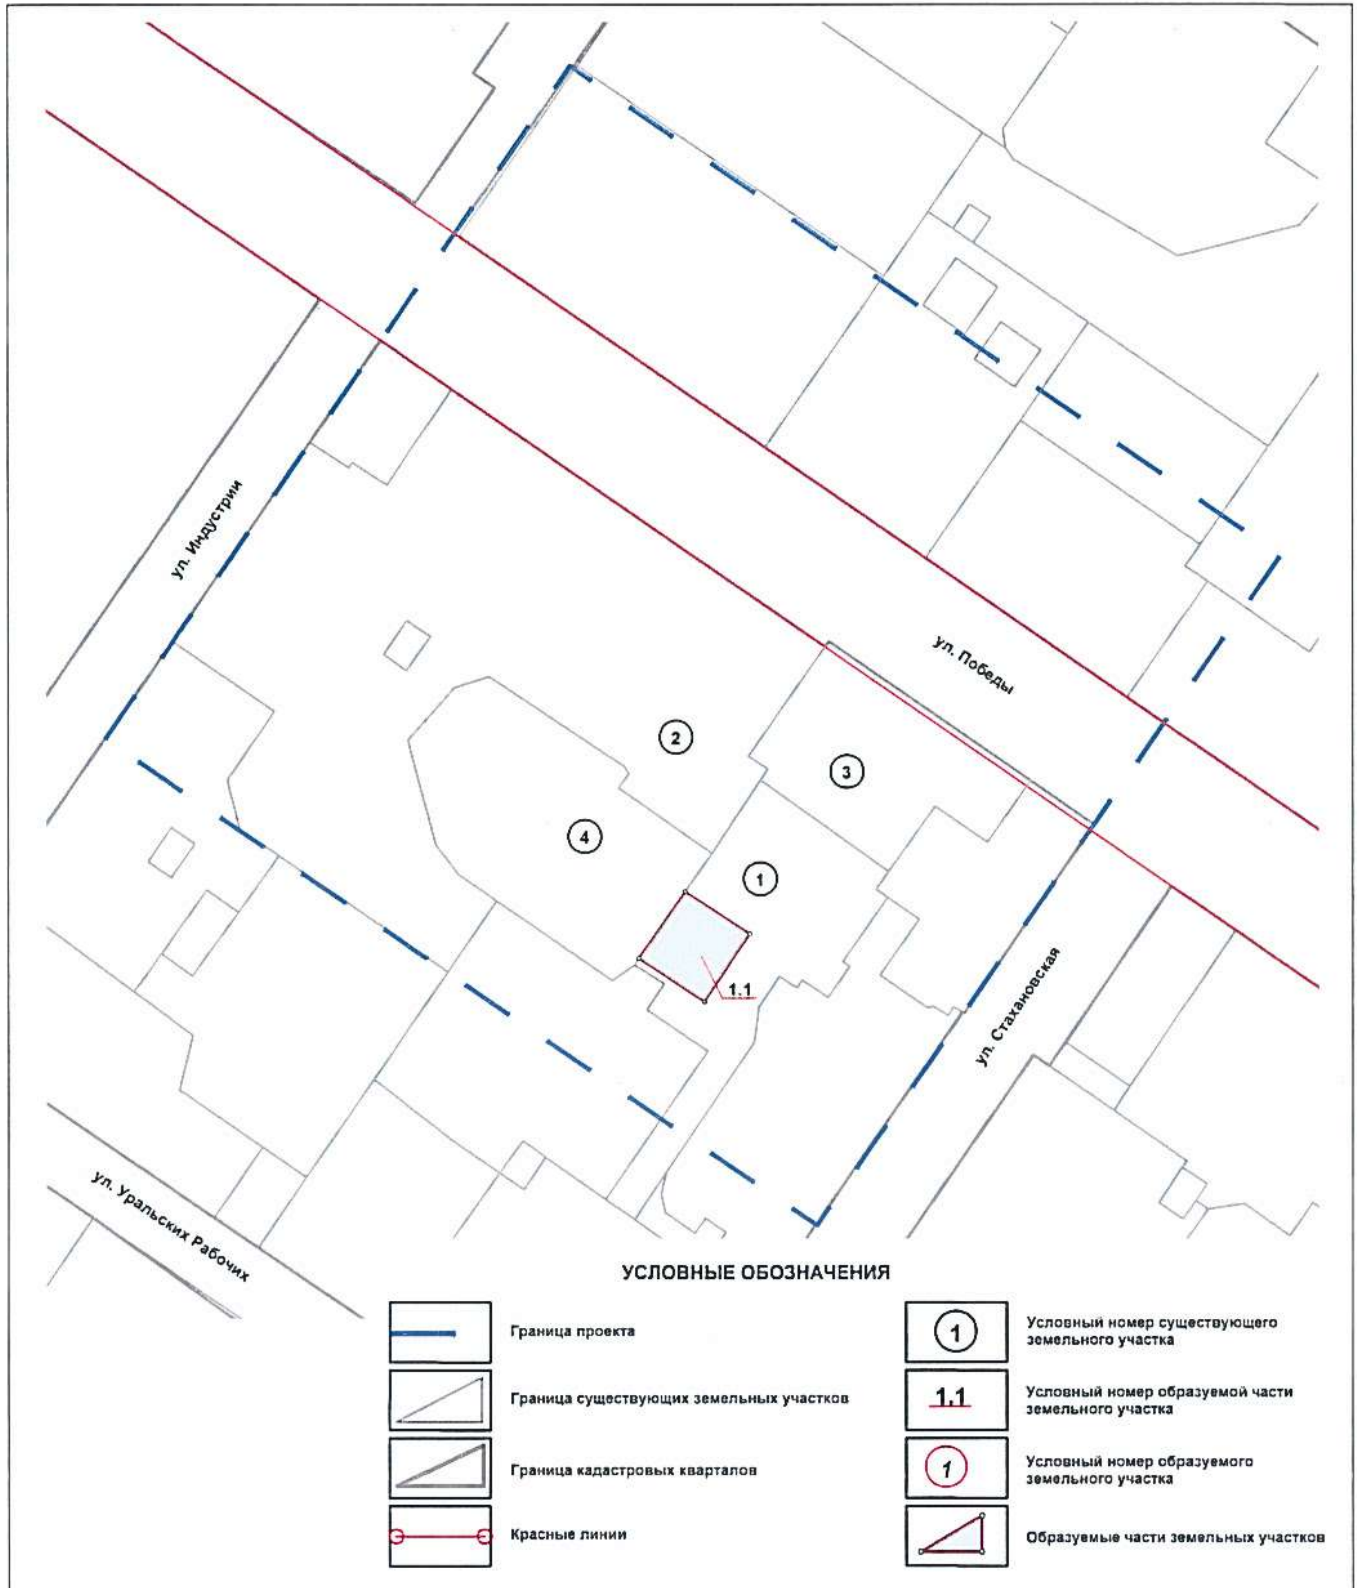 ул. Индустрии
ул. Победы
2
3
4
1
1.1
ул. Стахановская
ул. Уральских Рабочих
УСЛОВНЫЕ ОБОЗНАЧЕНИЯ
Граница проекта
Граница существующих земельных участков
Граница кадастровых кварталов
Красные линии
1
Условный номер существующего
земельного участка
1.1
Условный номер образуемой части
земельного участка
1
Условный номер образуемого
земельного участка
Образуемые части земельных участков